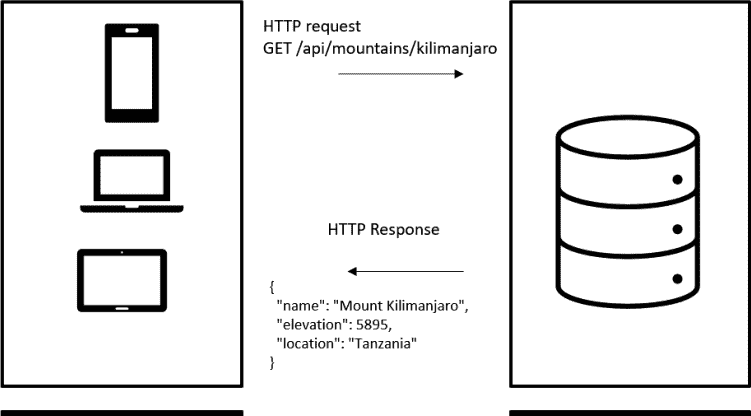 HTTP request
GET /api/mountains/kilimanjaro
HTTP Response
{
"name": "Mount Kilimanjaro",
"elevation": 5895,
"location": "Tanzania"
}